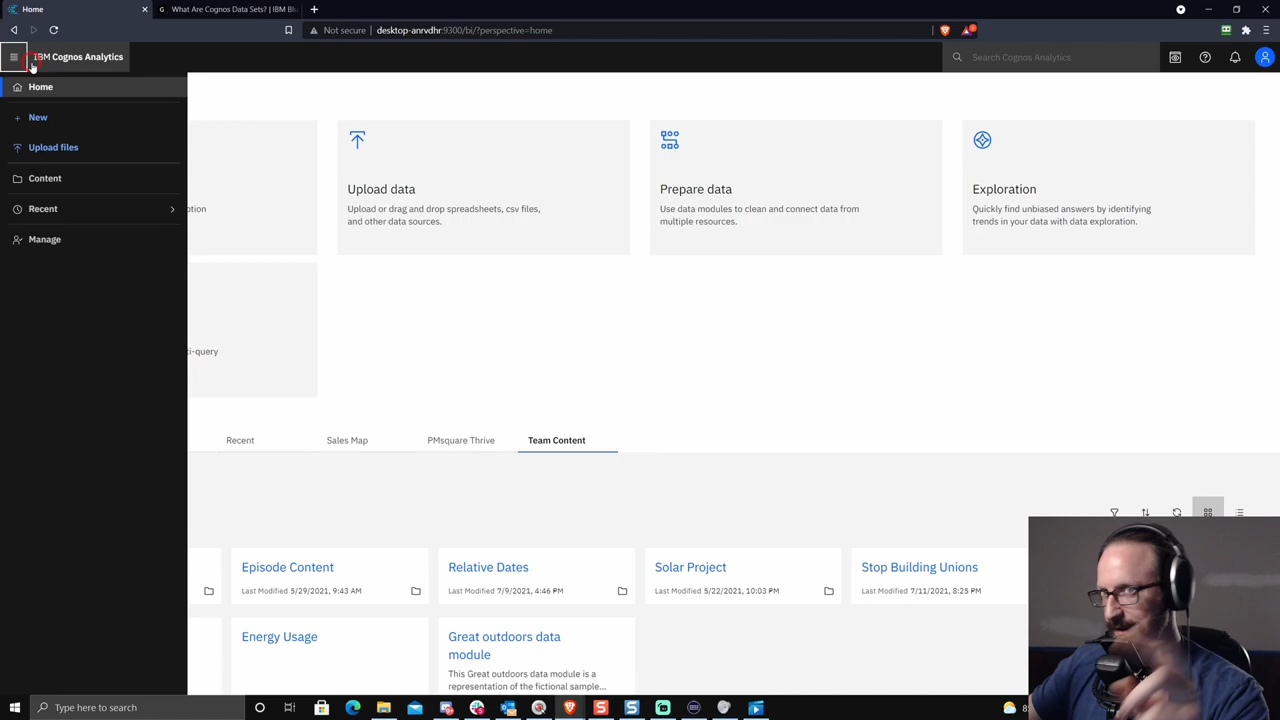 Home
What Are Cognos Data Sets? | IBM Blu
Not secure
desktop-anrvdhr:9300/bi/?perspective=home
IBM Cognos Analytics
Search Cognos Analytics
Home
New
Upload files
Content
Recent
Manage
Upload data
Upload or drag and drop spreadsheets, csv files,
and other data sources.
Prepare data
Use data modules to clean and connect data from
multiple resources.
Exploration
Quickly find unbiased answers by identifying
trends in your data with data exploration.
ption
ti-query
Recent
Sales Map
PMsquare Thrive
Team Content
Episode Content
Last Modified 5/29/2021, 9:43 AM
Relative Dates
Last Modified 7/9/2021, 4:46 PM
Solar Project
Last Modified 5/22/2021, 10:03 PM
Stop Building Unions
Last Modified 7/11/2021, 8:25 PM
Energy Usage
Great outdoors data
module
This Great outdoors data module is a
representation of the fictional sample...
Type here to search